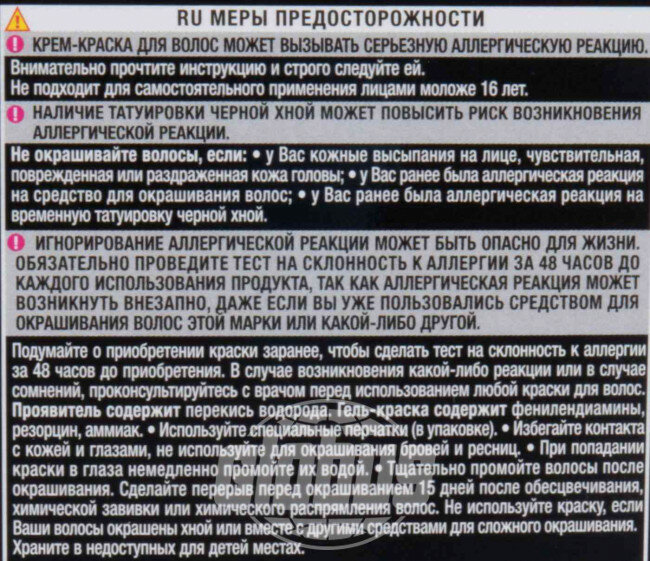 RU МЕРЫ ПРЕДОСТОРОЖНОСТИ
! КРЕМ-КРАСКА ДЛЯ ВОЛОС МОЖЕТ ВЫЗЫВАТЬ СЕРЬЕЗНУЮ АЛЛЕРГИЧЕСКУЮ РЕАКЦИЮ.
Внимательно прочтите инструкцию и строго следуйте ей.
Не подходит для самостоятельного применения лицами моложе 16 лет.
! НАЛИЧИЕ ТАТУИРОВКИ ЧЕРНОЙ ХНОЙ МОЖЕТ ПОВЫСИТЬ РИСК ВОЗНИКНОВЕНИЯ
АЛЛЕРГИЧЕСКОЙ РЕАКЦИИ.
Не окрашивайте волосы, если: • у Вас кожные высыпания на лице, чувствительная,
поврежденная или раздраженная кожа головы; • у Вас ранее была аллергическая реакция
на средство для окрашивания волос; • у Вас ранее была аллергическая реакция на
временную татуировку черной хной.
! ИГНОРИРОВАНИЕ АЛЛЕРГИЧЕСКОЙ РЕАКЦИИ МОЖЕТ БЫТЬ ОПАСНО ДЛЯ ЖИЗНИ.
ОБЯЗАТЕЛЬНО ПРОВЕДИТЕ ТЕСТ НА СКЛОННОСТЬ К АЛЛЕРГИИ ЗА 48 ЧАСОВ ДО
КАЖДОГО ИСПОЛЬЗОВАНИЯ ПРОДУКТА, ТАК КАК АЛЛЕРГИЧЕСКАЯ РЕАКЦИЯ МОЖЕТ
ВОЗНИКНУТЬ ВНЕЗАПНО, ДАЖЕ ЕСЛИ ВЫ УЖЕ ПОЛЬЗОВАЛИСЬ СРЕДСТВОМ ДЛЯ
ОКРАШИВАНИЯ ВОЛОС ЭТОЙ МАРКИ ИЛИ КАКОЙ-ЛИБО ДРУГОЙ.
Подумайте о приобретении краски заранее, чтобы сделать тест на склонность к аллергии
за 48 часов до приобретения. В случае возникновения какой-либо реакции или в случае
сомнений, проконсультируйтесь с врачом перед использованием любой краски для волос.
Проявитель содержит перекись водорода. Гель-краска содержит фенилендиамины,
резорцин, аммиак. • Используйте специальные перчатки (в упаковке). • Избегайте контакта
с кожей и глазами, не используйте для окрашивания бровей и ресниц. • При попадании
краски в глаза немедленно промойте их водой. • Тщательно промойте волосы после
окрашивания. Сделайте перерыв перед окрашиванием 15 дней после обесцвечивания,
химической завивки или химического распрямления волос. Не используйте краску, если
Ваши волосы окрашены хной или вместе с другими средствами для сложного окрашивания.
Храните в недоступных для детей местах.